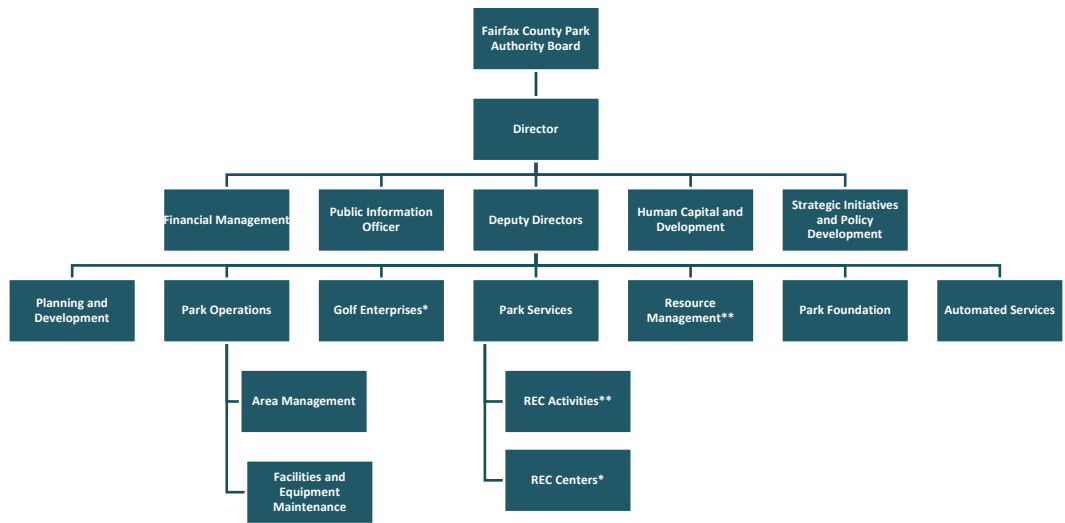 Fairfax County Park
Authority Board
Director
Financial Management
Public Information
Officer
Deputy Directors
Human Capital and
Dvelopment
Strategic Initiatives
and Policy
Development
Planning and
Development
Park Operations
Golf Enterprises*
Park Services
Resource
Management**
Park Foundation
Automated Services
Area Management
REC Activities**
Facilities and
Equipment
Maintenance
REC Centers*